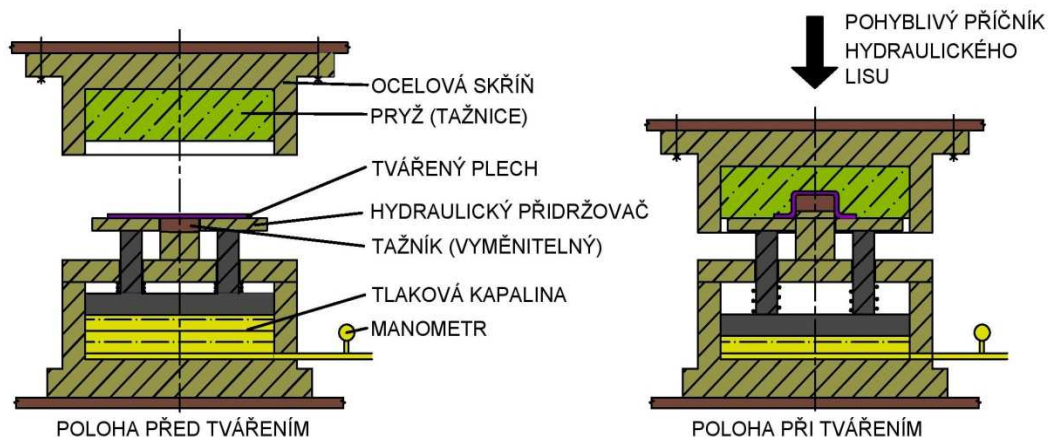 OCELOVÁ SKŘÍŇ
PRYŽ (TAŽNICE)
TVÁŘENÝ PLECH
HYDRAULICKÝ PŘIDRŽOVAČ
TAŽNÍK (VYMĚNITELNÝ)
TLAKOVÁ KAPALINA
MANOMETR
POLOHA PŘED TVÁŘENÍM
POHYBLIVÝ PŘÍČNÍK
HYDRAULICKÉHO
LISU
POLOHA PŘI TVÁŘENÍM